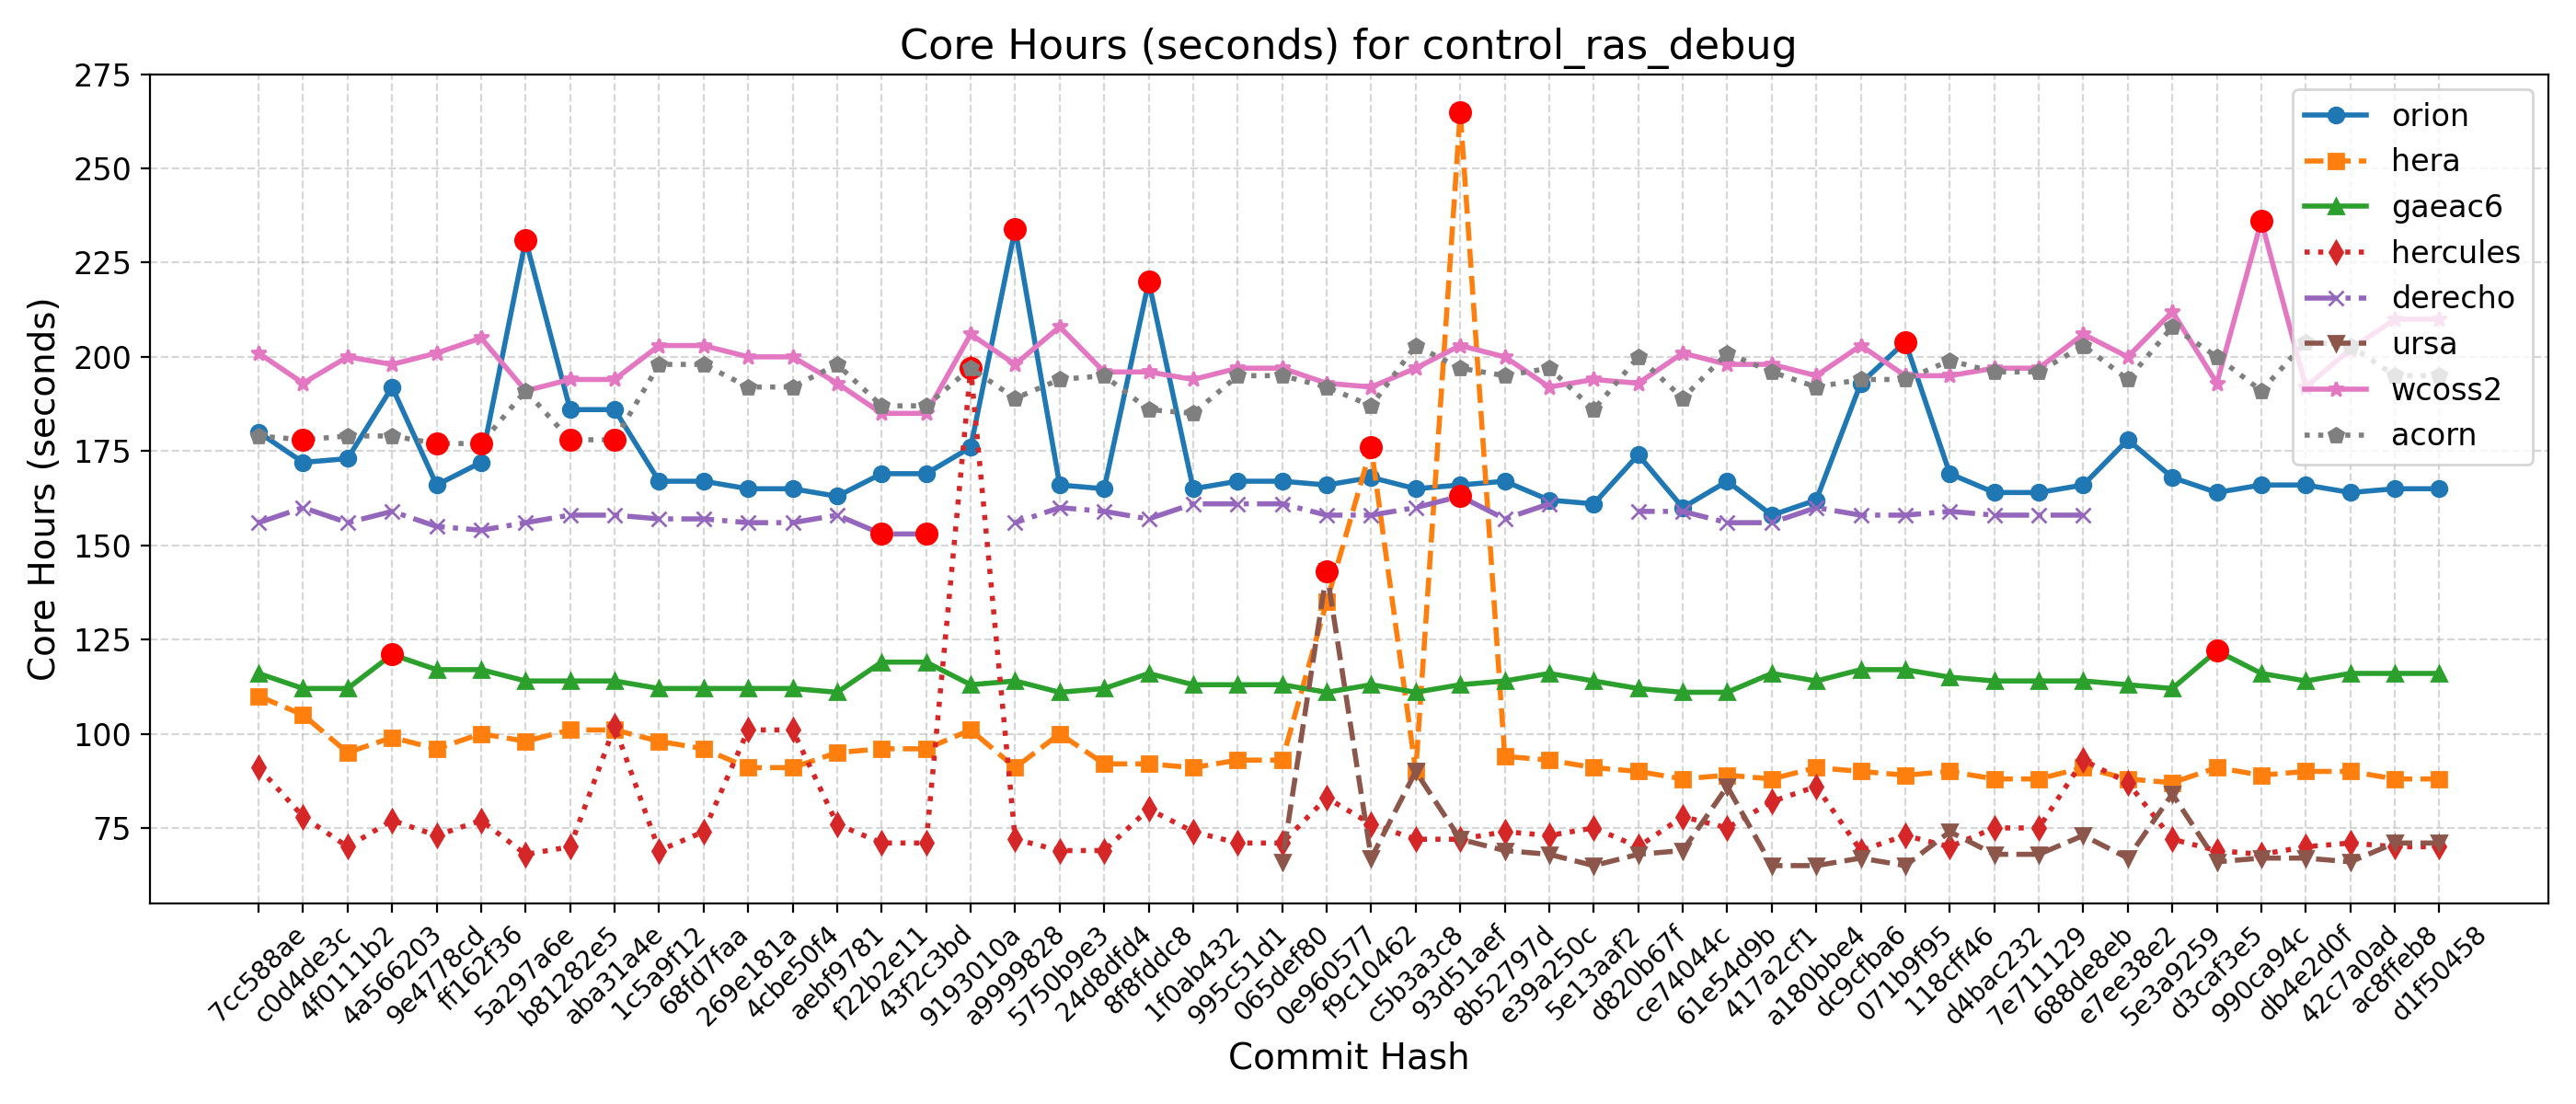 Core Hours (seconds) for control_ras_debug
Core Hours (seconds)
275
250
225
200
175
150
125
100
75
orion
hera
gaeac6
hercules
derecho
ursa
wcoss2
acorn
7cc588ae
c0d4de3c
4f0111b2
4a566203
9e4778cd
ff162f36
5a297a6e
b81282e5
aba31a4e
1c5a9f12
68fd7faa
269e181a
4cbe50f4
aebf9781
f22b2e11
43f2c3bd
9193010a
a9999828
5750b9e3
24d8dfd4
8f8fddc8
1f0ab432
995c51d1
065def80
0e960577
f9c10462
c5b3a3c8
93d51aef
8b52797d
e39a250c
5e13aaf2
d820b67f
ce74044c
61e54d9b
417a2cf1
a180bbe4
dc9cfba6
071b9f95
118cff46
d4bac232
7e711129
688de8eb
e7ee38e2
5e3a9259
d3caf3e5
990ca94c
db4e2d0f
42c7a0ad
ac8ffeb8
d1f50458
Commit Hash